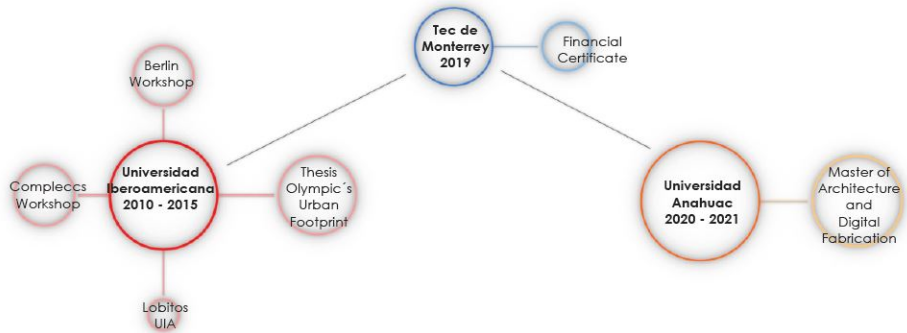 Tec de
Monterrey
2019
Financial
Certificate
Berlin
Workshop
Universidad
Iberoamericana
2010 - 2015
Compleccs
Workshop
Thesis
Olympic´s
Urban
Footprint
Lobitos
UIA
Universidad
Anahuac
2020 - 2021
Master of
Architecture
and
Digital
Fabrication